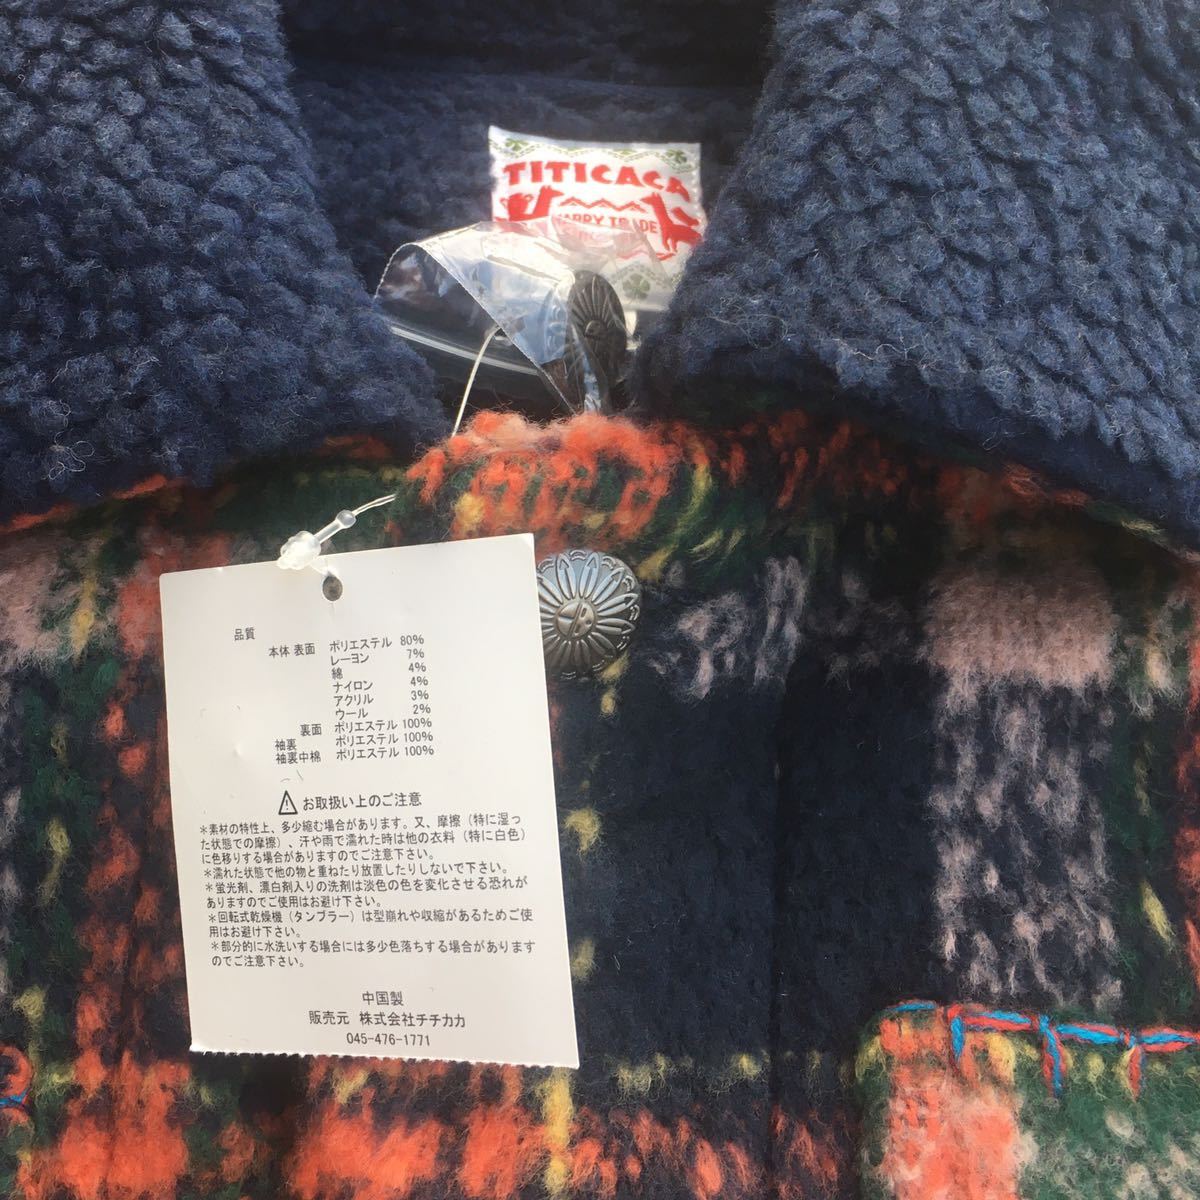 TITICACA
HAPPY TRADE
品質
本体 表面 ポリエステル 80%
レーヨン 7%
綿 4%
ナイロン 4%
アクリル 3%
ウール 2%
裏面 ポリエステル 100%
袖裏 ポリエステル 100%
袖裏中棉 ポリエステル 100%
お取扱い上のご注意
*素材の特性上、多少縮む場合があります。又、摩擦（特に湿っ
た状態での摩擦）、汗や雨で濡れた時は他の衣料（特に白色）
に色移りする場合がありますのでご注意下さい。
*濡れた状態で他の物と重ねたり放置したりしないで下さい。
*蛍光剤、漂白剤入りの洗剤は淡色の色を変化させる恐れが
ありますのでご使用はお避け下さい。
*回転式乾燥機（タンブラー）は型崩れや収縮があるためご使
用はお避け下さい。
*部分的に水洗いする場合には多少色落ちする場合があります
のでご注意下さい。
中国製
販売元 株式会社チチカカ
045-476-1771